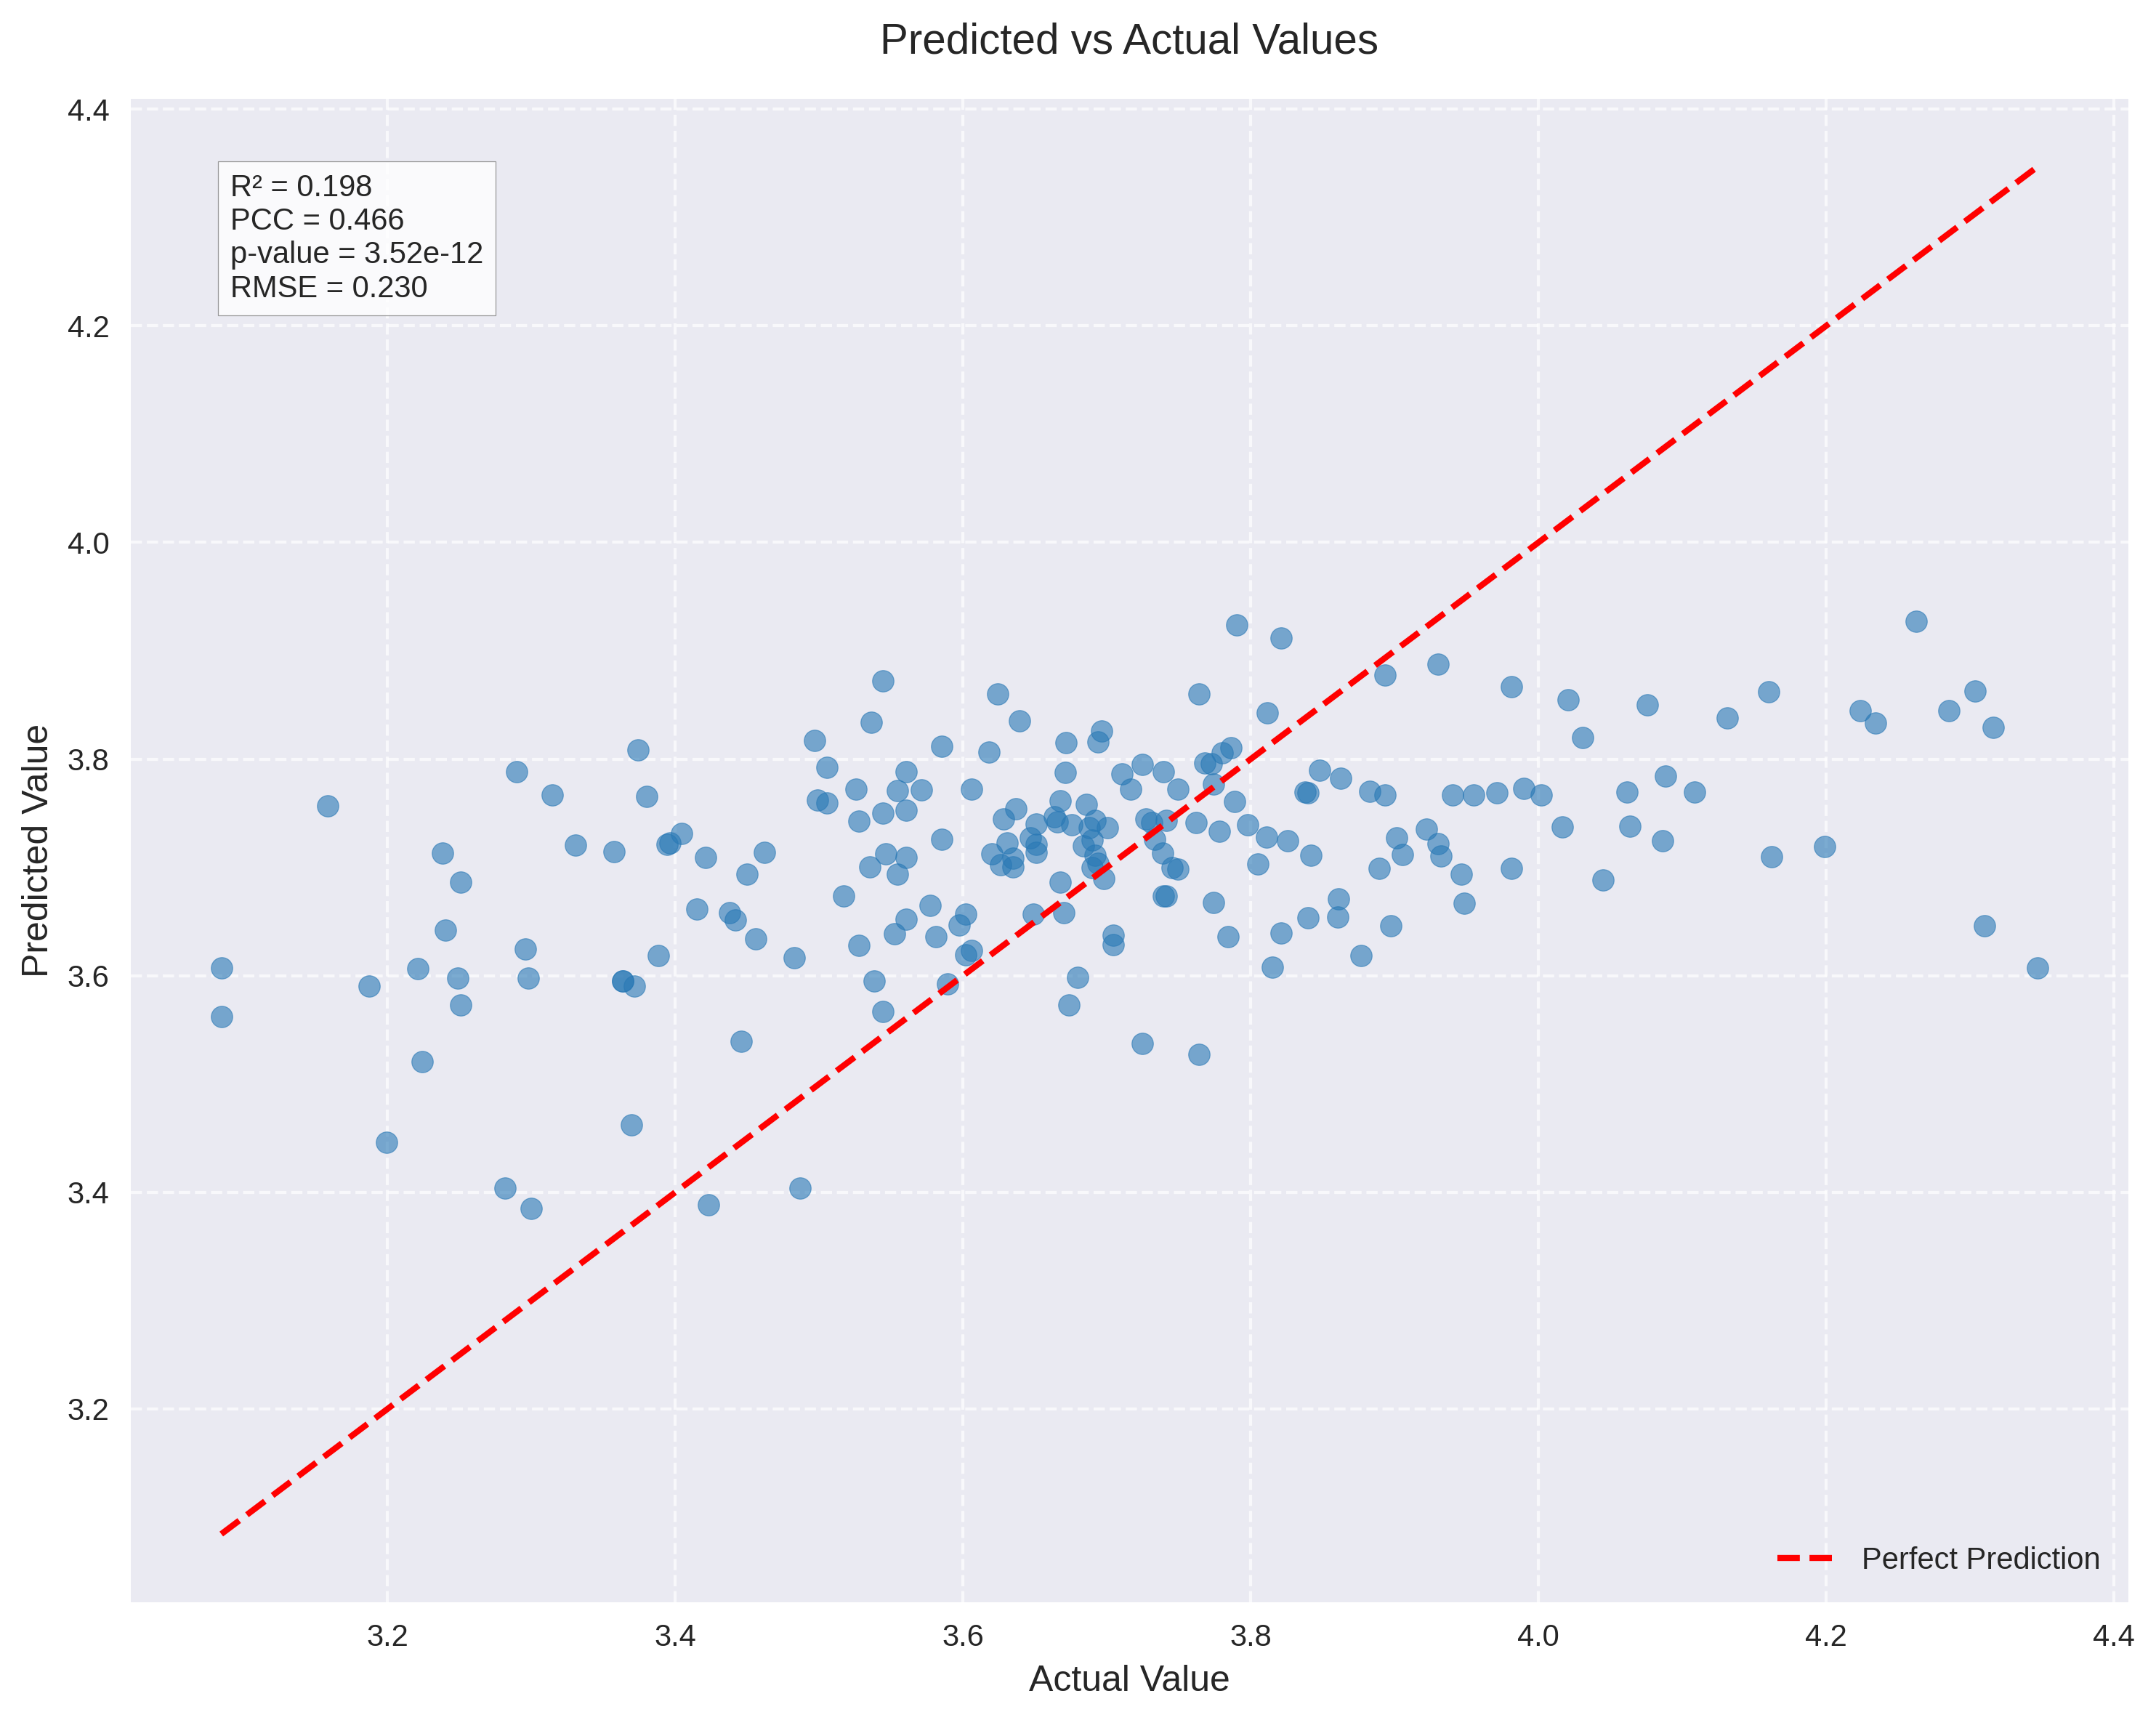 Predicted vs Actual Values
4.4
4.2
4.0
3.8
3.6
3.4
3.2
Predicted Value
R² = 0.198
PCC = 0.466
p-value = 3.52e-12
RMSE = 0.230
Perfect Prediction
3.2 3.4 3.6 3.8 4.0 4.2 4.4
Actual Value